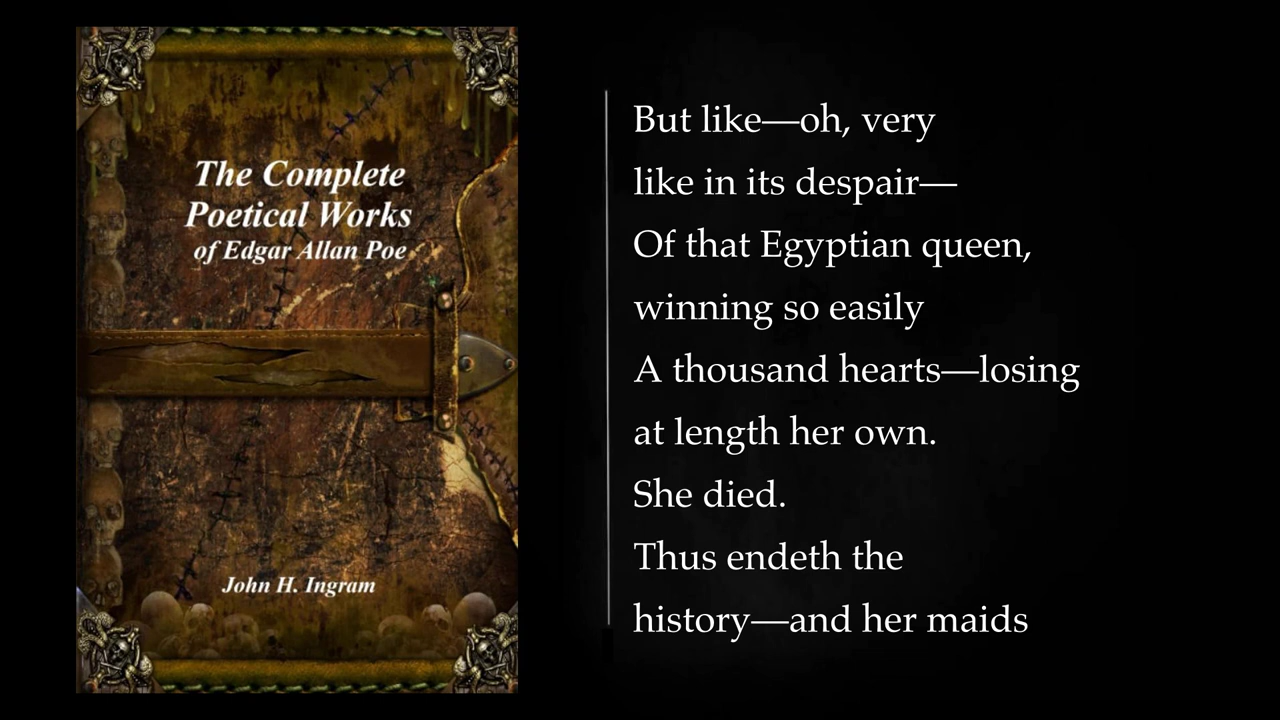 The Complete
Poetical Works
of Edgar Allan Poe
John H. Ingram
But like—oh, very
like in its despair—
Of that Egyptian queen,
winning so easily
A thousand hearts—losing
at length her own.
She died.
Thus endeth the
history—and her maids